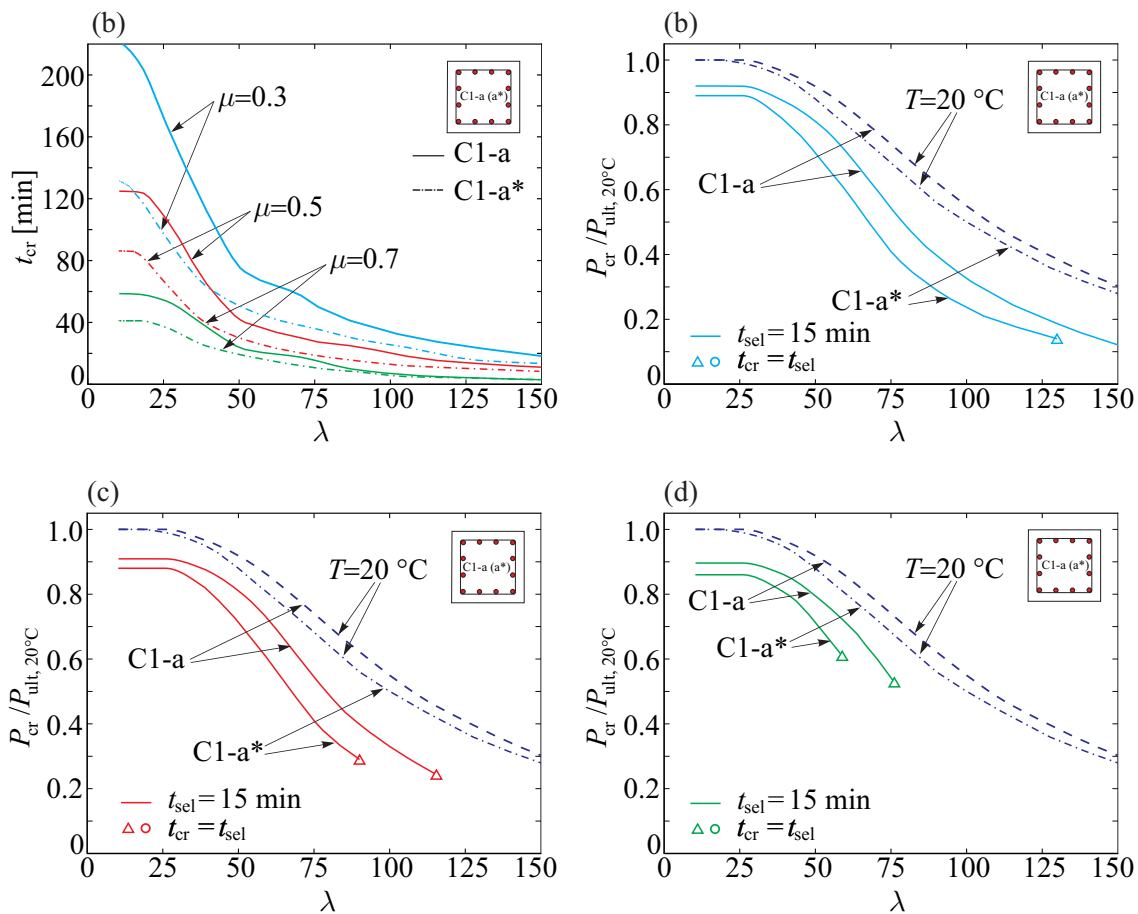 (b)
200
160
120
80
40
0
t_cr [min]
μ=0.3
μ=0.5
μ=0.7
C1-a (a*)
C1-a
C1-a*
0 25 50 75 100 125 150
λ
(b)
1.0
0.8
0.6
0.4
0.2
0
P_cr/P_ult, 20°C
T=20 °C
C1-a (a*)
C1-a
C1-a*
t_sel = 15 min
t_cr = t_sel
0 25 50 75 100 125 150
λ
(c)
1.0
0.8
0.6
0.4
0.2
0
P_cr/P_ult, 20°C
T=20 °C
C1-a (a*)
C1-a
C1-a*
t_sel = 15 min
t_cr = t_sel
0 25 50 75 100 125 150
λ
(d)
1.0
0.8
0.6
0.4
0.2
0
P_cr/P_ult, 20°C
T=20 °C
C1-a (a*)
C1-a
C1-a*
t_sel = 15 min
t_cr = t_sel
0 25 50 75 100 125 150
λ